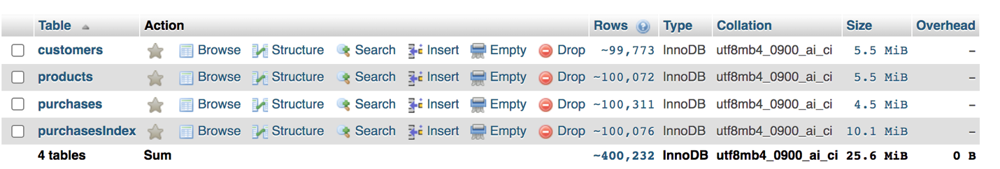 Table Action Rows Type Collation Size Overhead
customers Browse Structure Search Insert Empty Drop ~99,773 InnoDB utf8mb4_0900_ai_ci 5.5 MiB –
products Browse Structure Search Insert Empty Drop ~100,072 InnoDB utf8mb4_0900_ai_ci 5.5 MiB –
purchases Browse Structure Search Insert Empty Drop ~100,311 InnoDB utf8mb4_0900_ai_ci 4.5 MiB –
purchasesIndex Browse Structure Search Insert Empty Drop ~100,076 InnoDB utf8mb4_0900_ai_ci 10.1 MiB –
4 tables Sum ~400,232 InnoDB utf8mb4_0900_ai_ci 25.6 MiB 0 B